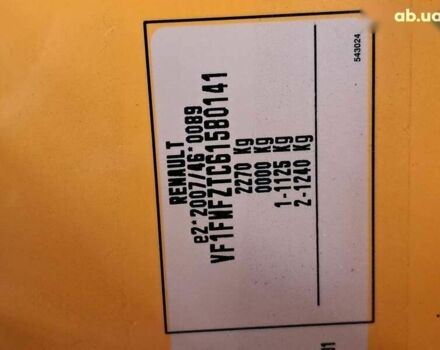 ab.ua
RENAULT
e2*2007/46*0089
VF1FWFZTC615B0141
2270 Kg
0000 Kg
1-1125 Kg
2-1240 Kg
543024